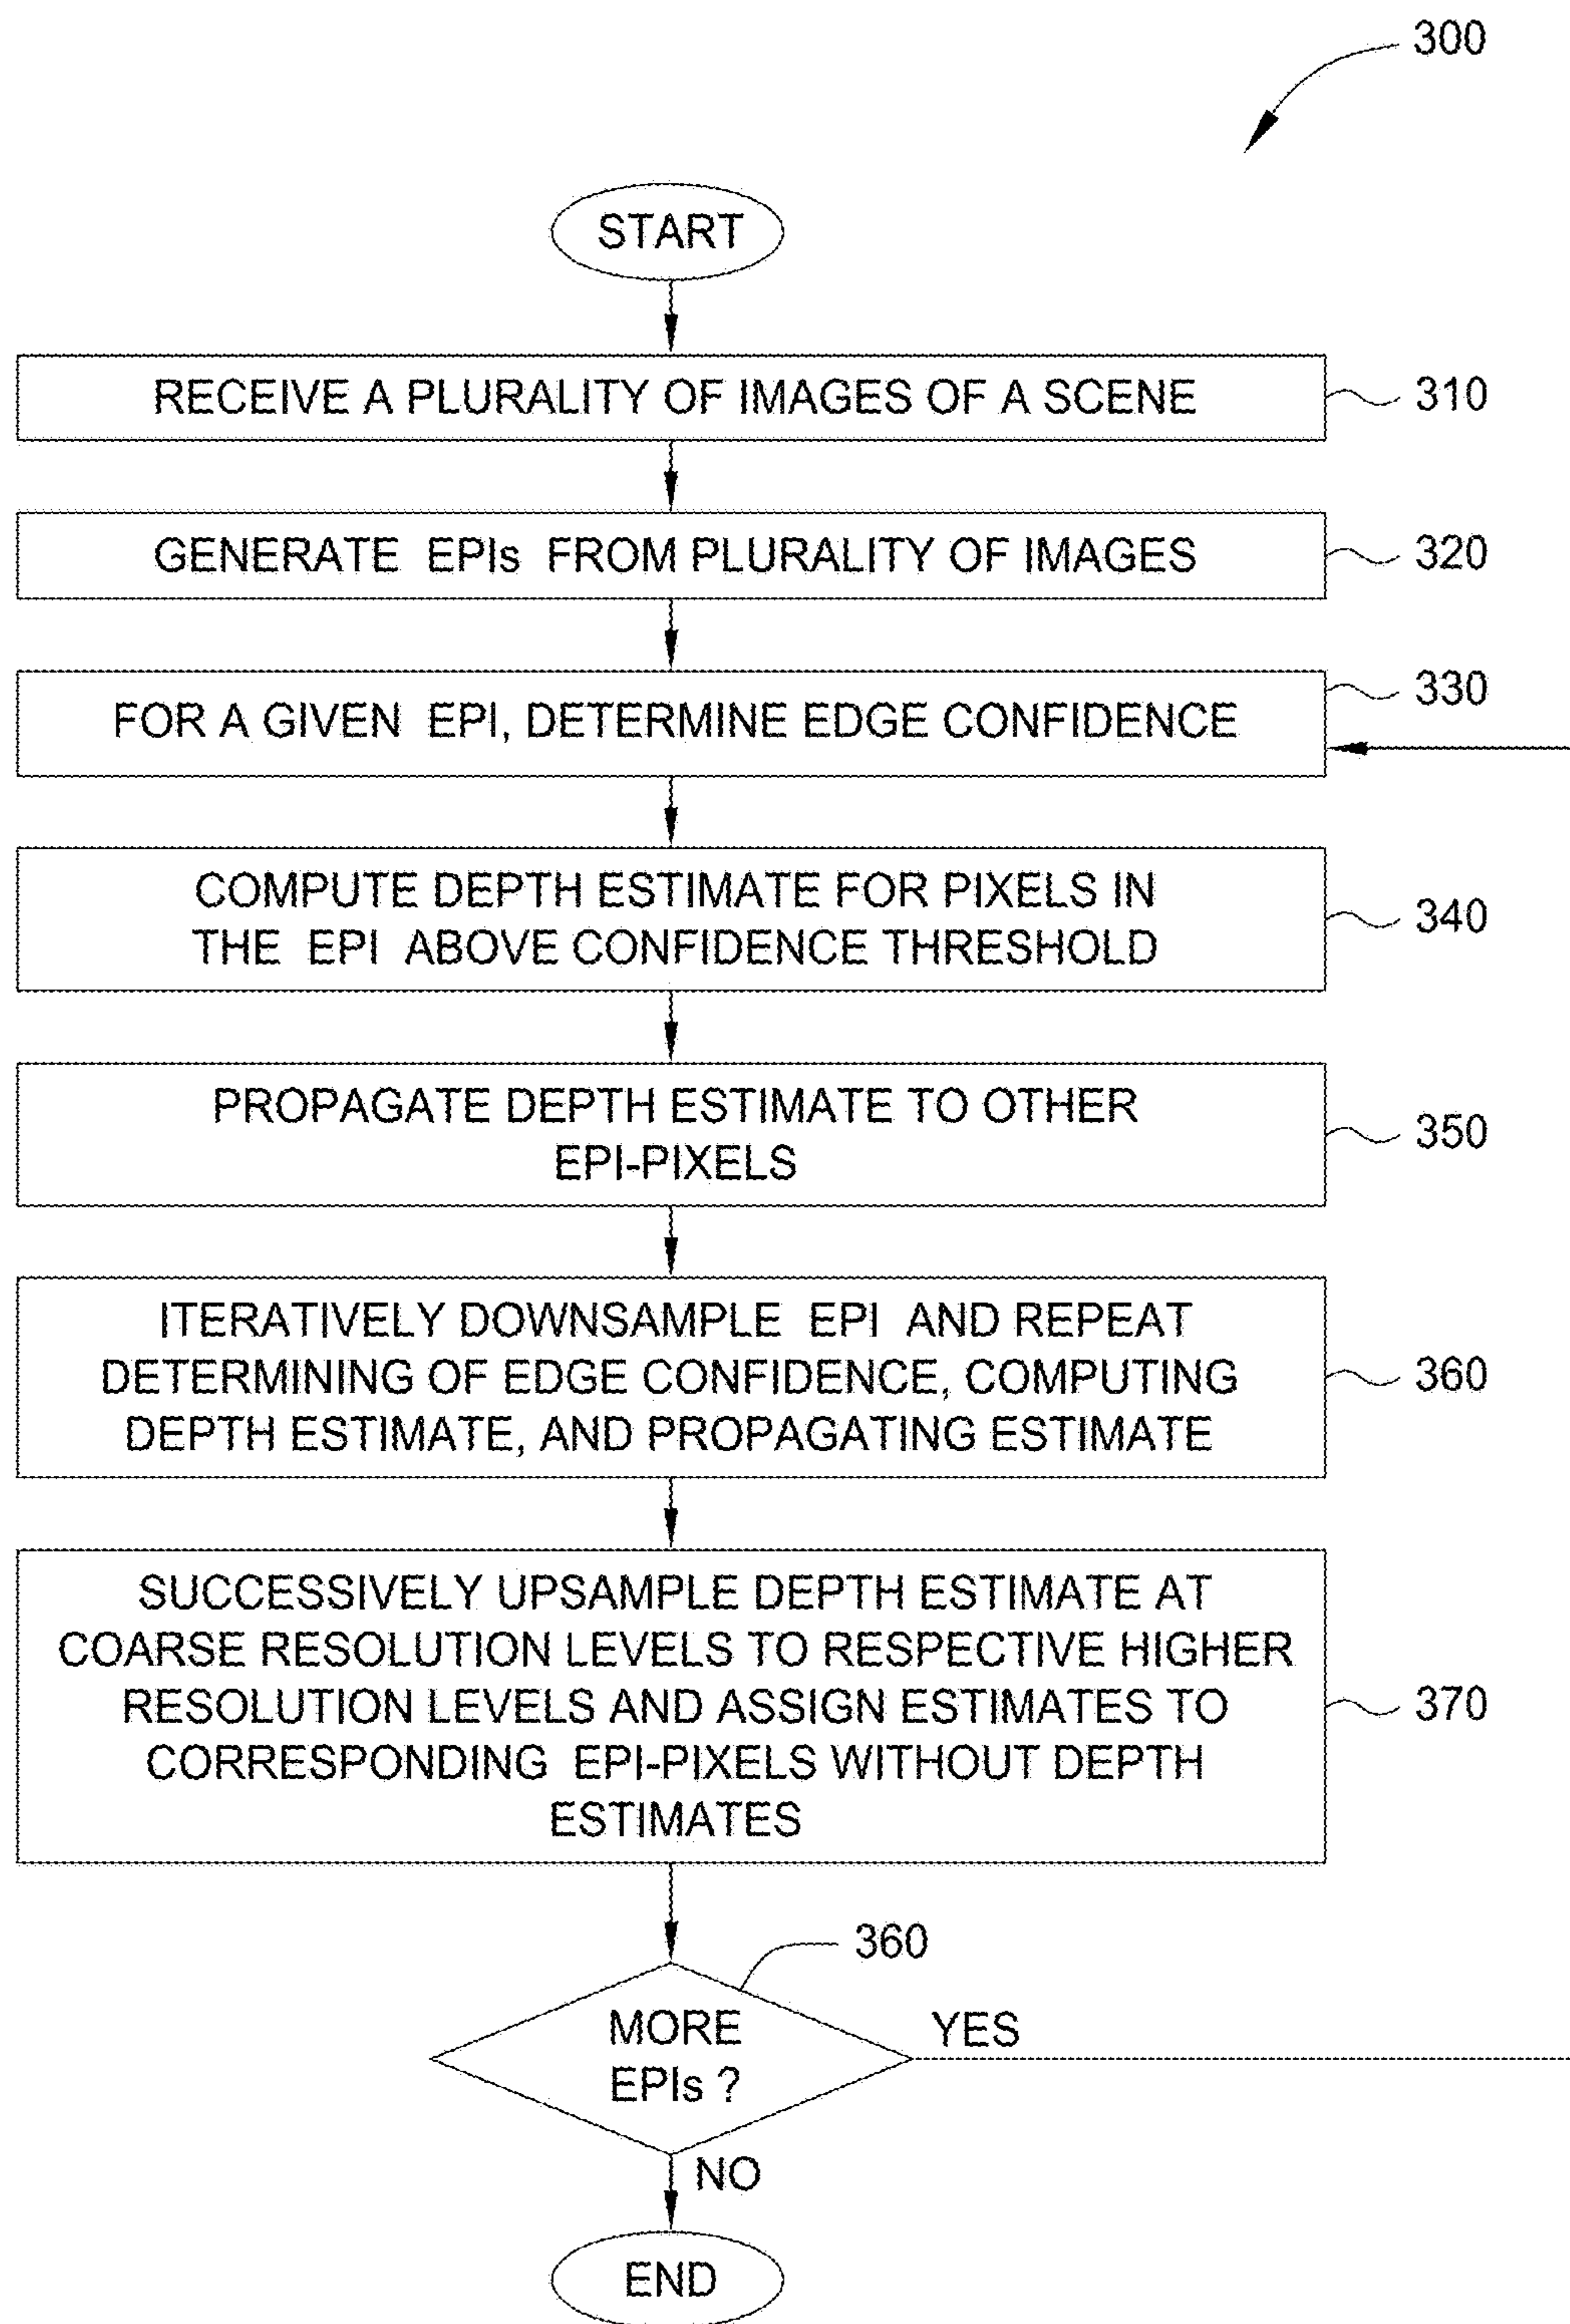 300
START
RECEIVE A PLURALITY OF IMAGES OF A SCENE
310
GENERATE EPIs FROM PLURALITY OF IMAGES
320
FOR A GIVEN EPI, DETERMINE EDGE CONFIDENCE
330
COMPUTE DEPTH ESTIMATE FOR PIXELS IN
THE EPI ABOVE CONFIDENCE THRESHOLD
340
PROPAGATE DEPTH ESTIMATE TO OTHER
EPI-PIXELS
350
ITERATIVELY DOWNSAMPLE EPI AND REPEAT
DETERMINING OF EDGE CONFIDENCE, COMPUTING
DEPTH ESTIMATE, AND PROPAGATING ESTIMATE
360
SUCCESSIVELY UPSAMPLE DEPTH ESTIMATE AT
COARSE RESOLUTION LEVELS TO RESPECTIVE HIGHER
RESOLUTION LEVELS AND ASSIGN ESTIMATES TO
CORRESPONDING EPI-PIXELS WITHOUT DEPTH
ESTIMATES
370
360
MORE
EPIs ?
YES
NO
END